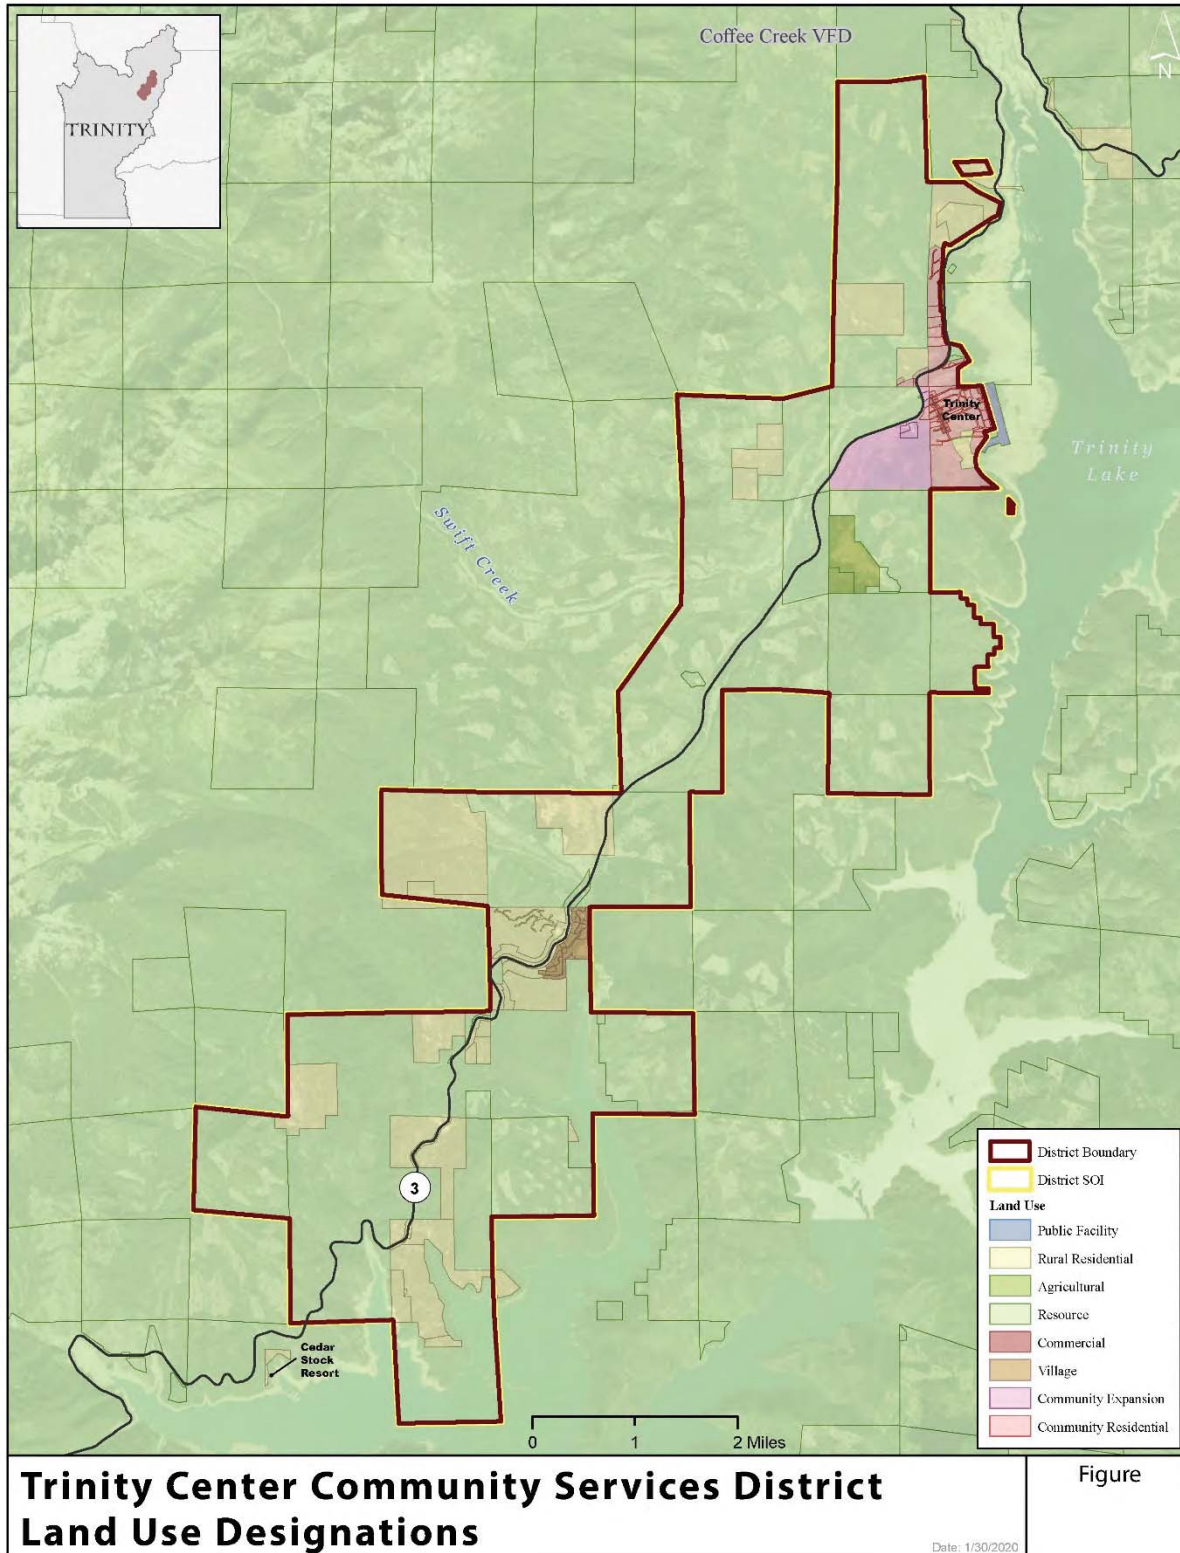 TRINITY
Coffee Creek VFD
N
Trinity
Center
Trinity
Lake
Swift Creek
3
Cedar
Stock
Resort
0 1 2 Miles
District Boundary
District SOI
Land Use
Public Facility
Rural Residential
Agricultural
Resource
Commercial
Village
Community Expansion
Community Residential
Trinity Center Community Services District
Land Use Designations
Date: 1/30/2020
Figure